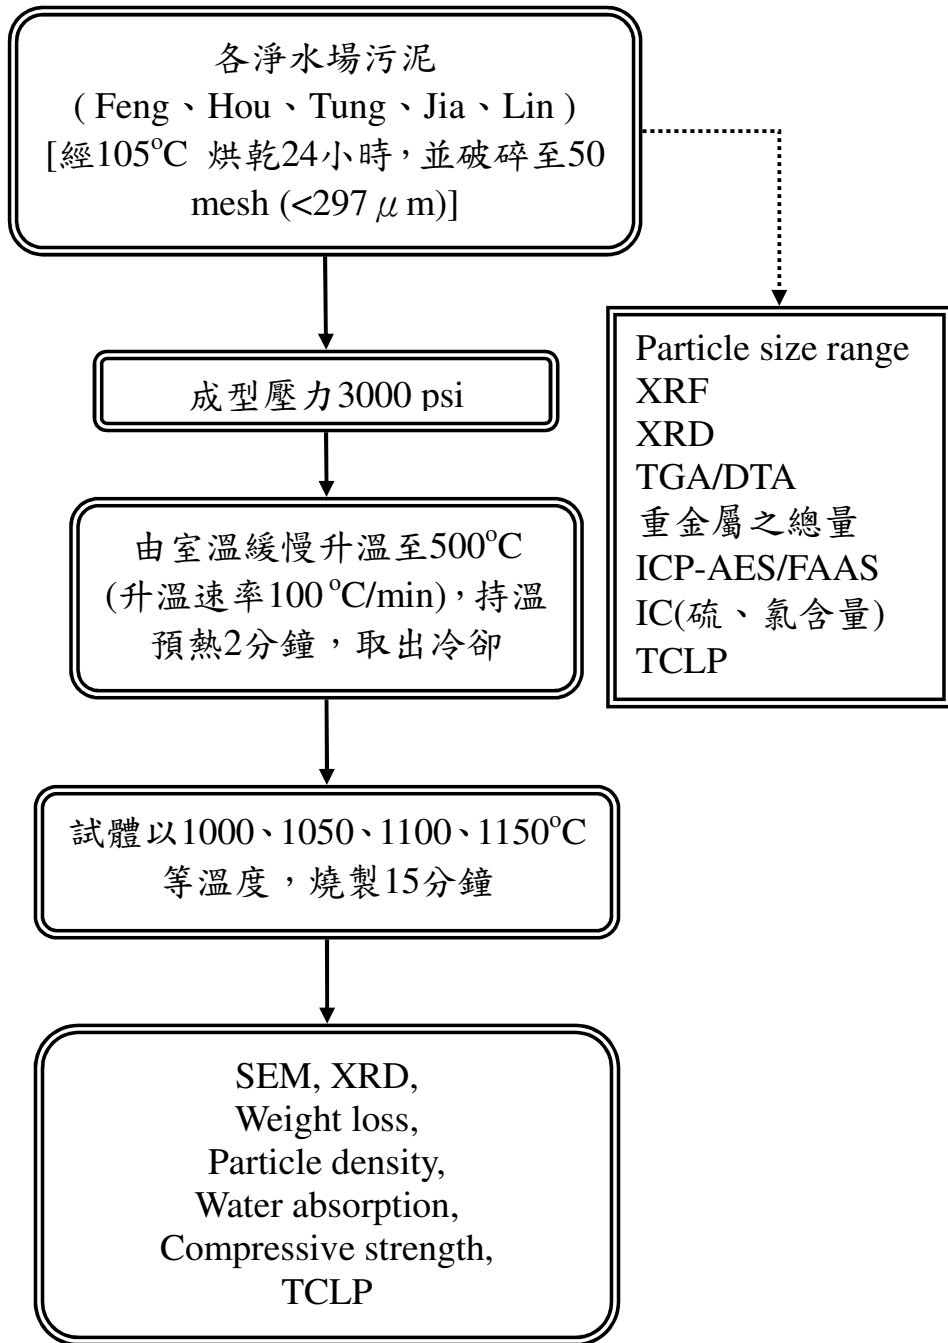 各淨水場污泥
( Feng、Hou、Tung、Jia、Lin )
[經105°C 烘乾24小時，並破碎至50
mesh (<297μm)]
成型壓力3000 psi
由室溫緩慢升溫至500°C
(升溫速率100 °C/min)，持溫
預熱2分鐘，取出冷卻
試體以1000、1050、1100、1150°C
等溫度，燒製15分鐘
SEM, XRD,
Weight loss,
Particle density,
Water absorption,
Compressive strength,
TCLP
Particle size range
XRF
XRD
TGA/DTA
重金屬之總量
ICP-AES/FAAS
IC(硫、氯含量)
TCLP